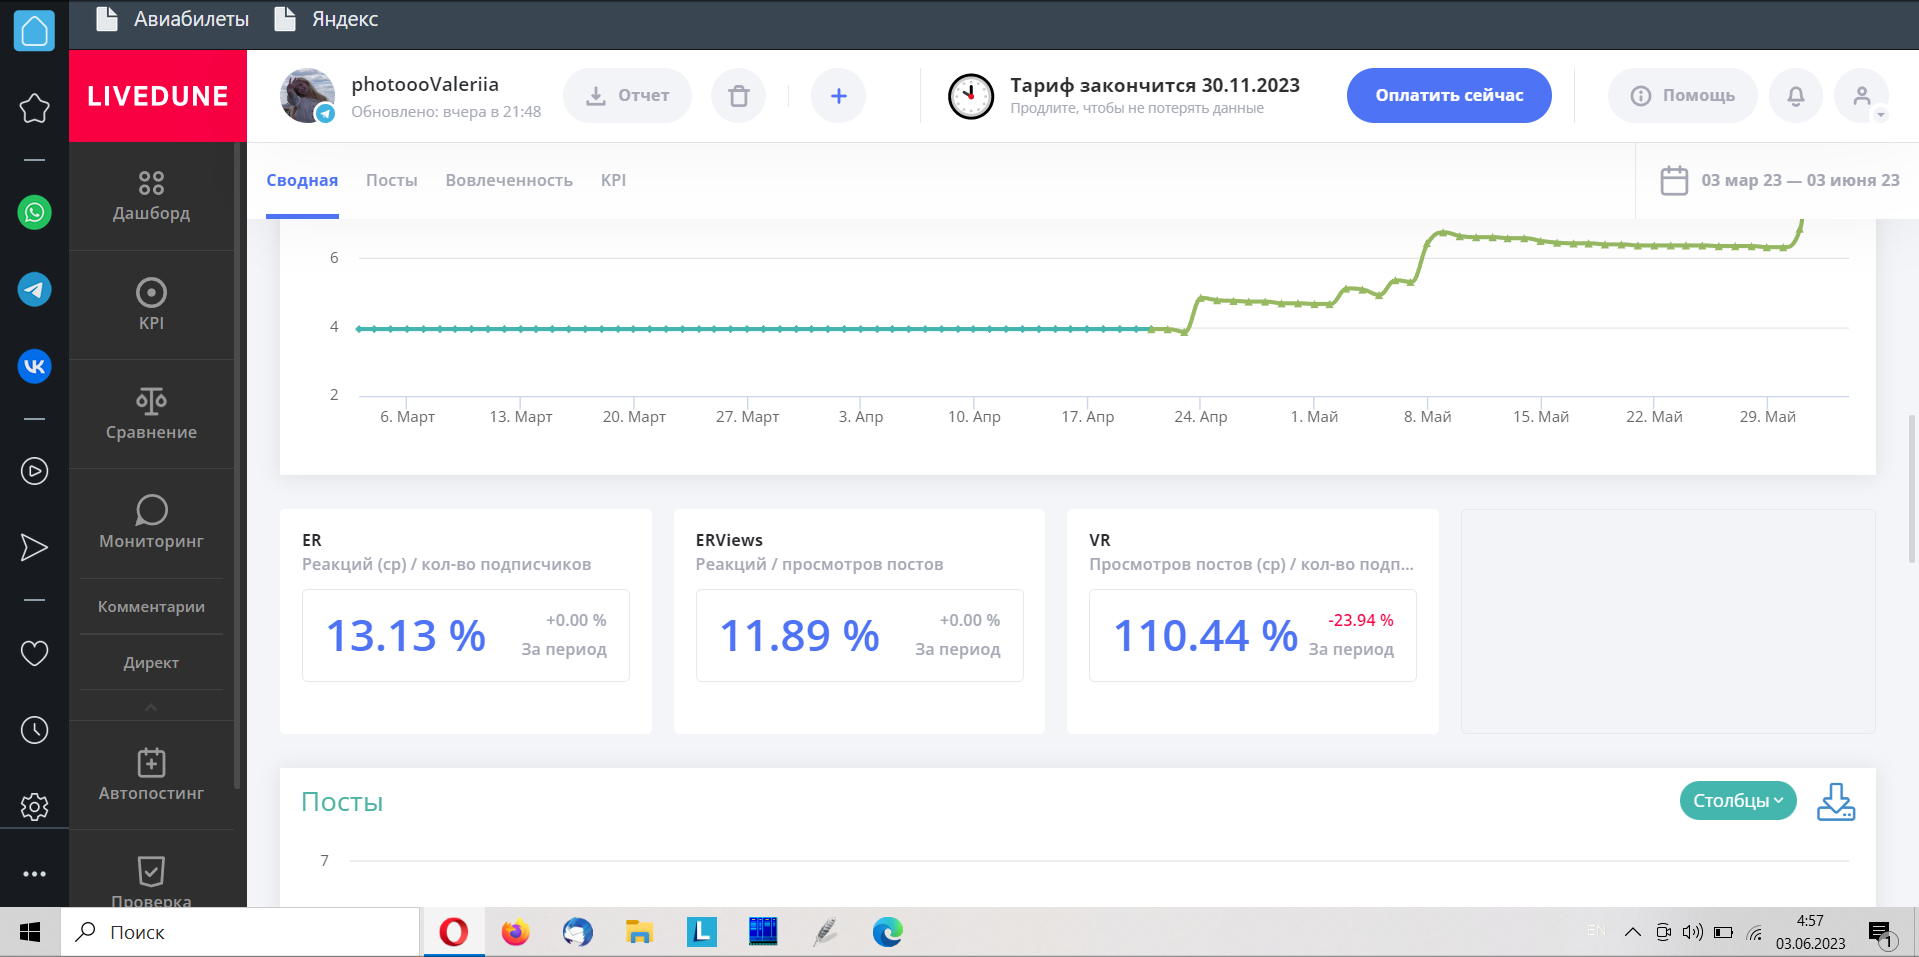 Авиабилеты
Яндекс
LIVEDUNE
photoooValeriia
Обновлено: вчера в 21:48
Отчет
+
Тариф закончится 30.11.2023
Продлите, чтобы не потерять данные
Оплатить сейчас
Помощь
Сводная
Посты
Вовлеченность
KPI
03 мар 23 — 03 июня 23
Дашборд
KPI
Сравнение
Мониторинг
Комментарии
Директ
Автопостинг
Проверка
6
4
2
6. Март
13. Март
20. Март
27. Март
3. Апр
10. Апр
17. Апр
24. Апр
1. Май
8. Май
15. Май
22. Май
29. Май
ER
Реакций (ср) / кол-во подписчиков
13.13 %
+0.00 %
За период
ERViews
Реакций / просмотров постов
11.89 %
+0.00 %
За период
VR
Просмотров постов (ср) / кол-во подп...
110.44 %
-23.94 %
За период
Посты
Столбцы
7
Поиск
L
EN
4:57
03.06.2023
1